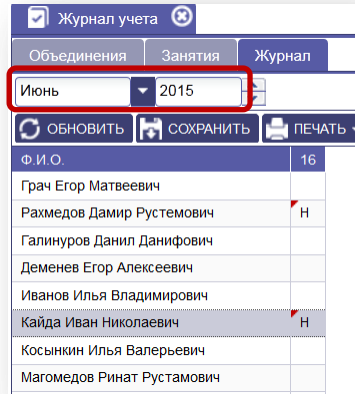 Журнал учета
Объединения Занятия Журнал
Июнь 2015
ОБНОВИТЬ СОХРАНИТЬ ПЕЧАТЬ
Ф.И.О. 16
Грач Егор Матвеевич
Рахмедов Дамир Рустемович Н
Галинуров Данил Данифович
Деменев Егор Алексеевич
Иванов Илья Владимирович
Кайда Иван Николаевич Н
Косынкин Илья Валерьевич
Магомедов Ринат Рустамович